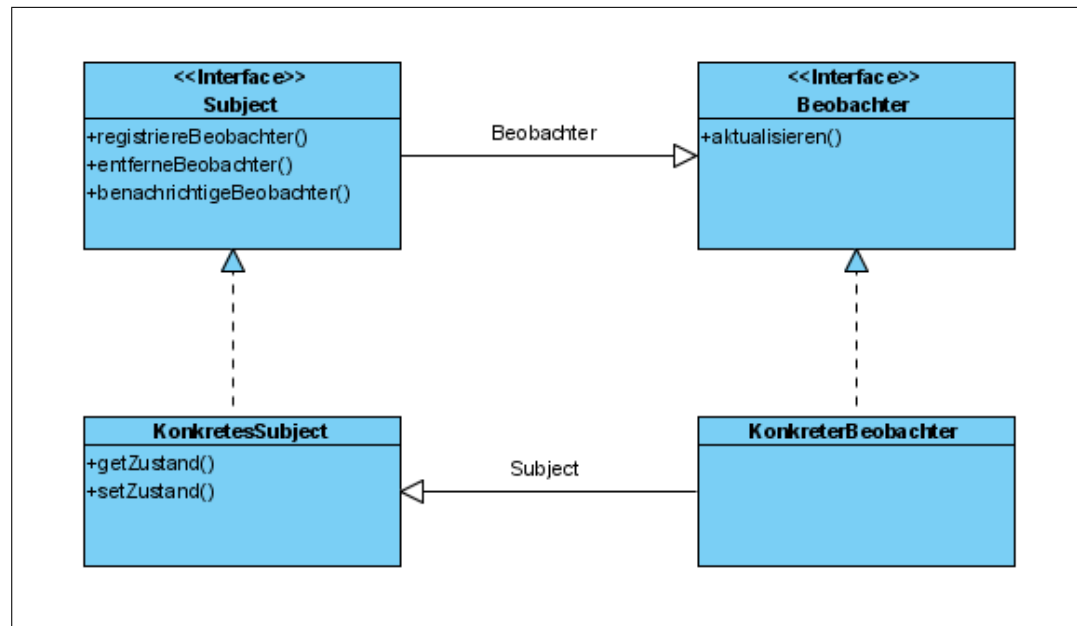 <<Interface>>
Subject
+registriereBeobachter()
+entferneBeobachter()
+benachrichtigeBeobachter()
Beobachter
<<Interface>>
Beobachter
+aktualisieren()
KonkretesSubject
+getZustand()
+setZustand()
Subject
KonkreterBeobachter